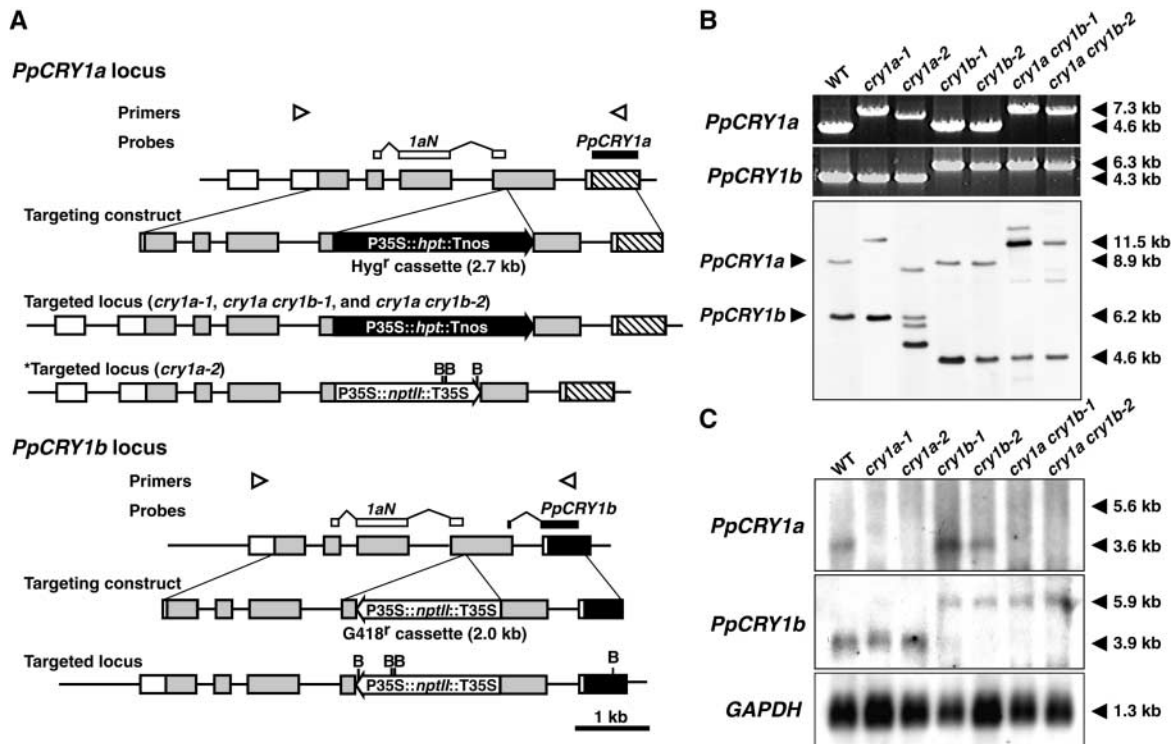 A
PpCRY1a locus
Primers
Probes
1aN
PpCRY1a
Targeting construct
P35S::hpt::Tnos
Hygʳ cassette (2.7 kb)
Targeted locus (cry1a-1, cry1a cry1b-1, and cry1a cry1b-2)
P35S::hpt::Tnos
*Targeted locus (cry1a-2)
BB B
P35S::nptII::T35S
PpCRY1b locus
Primers
Probes
1aN
PpCRY1b
Targeting construct
P35S::nptII::T35S
G418ʳ cassette (2.0 kb)
Targeted locus
B BB B
P35S::nptII::T35S
1 kb
B
WT cry1a-1 cry1a-2 cry1b-1 cry1b-2 cry1a cry1b-1 cry1a cry1b-2
PpCRY1a
7.3 kb
4.6 kb
PpCRY1b
6.3 kb
4.3 kb
11.5 kb
PpCRY1a
8.9 kb
PpCRY1b
6.2 kb
4.6 kb
C
WT cry1a-1 cry1a-2 cry1b-1 cry1b-2 cry1a cry1b-1 cry1a cry1b-2
5.6 kb
PpCRY1a
3.6 kb
5.9 kb
PpCRY1b
3.9 kb
GAPDH
1.3 kb